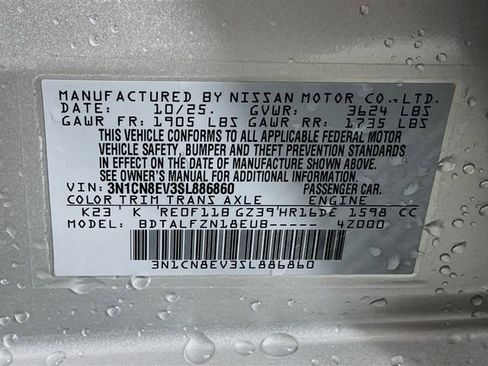 MANUFACTURED BY NISSAN MOTOR CO., LTD.
DATE: 10/25. GVWR: 3624 LBS
GAWR FR: 1905 LBS GAWR RR: 1735 LBS
THIS VEHICLE CONFORMS TO ALL APPLICABLE FEDERAL MOTOR
VEHICLE SAFETY, BUMPER AND THEFT PREVENTION STANDARDS
IN EFFECT ON THE DATE OF MANUFACTURE SHOWN ABOVE.
SEE OWNER'S MANUAL FOR ADDITIONAL INFORMATION.
VIN: 3N1CN8EV3SL886860 PASSENGER CAR.
COLOR TRIM TRANS AXLE ENGINE
K23 ' K 'RE0F11B GZ39'HR16DE 1598 CC
MODEL: BDTALFZN18EUB----- 4Z000
3N1CN8EV3SL886860